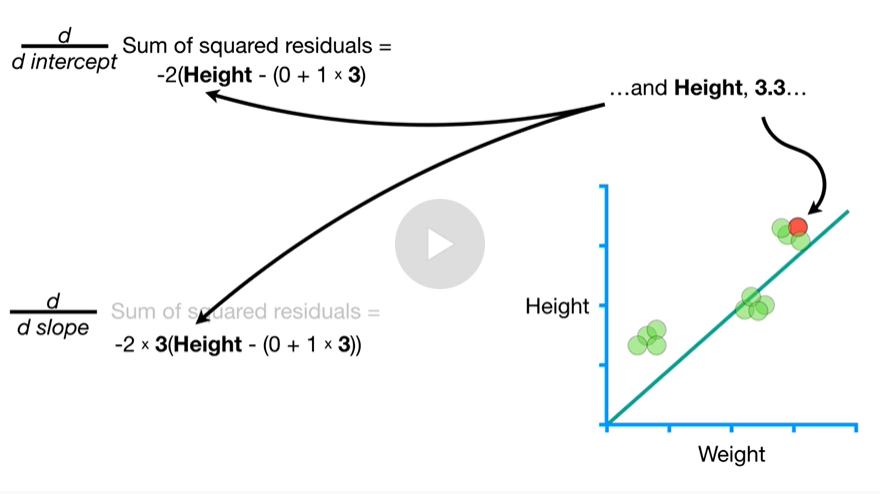 d
d intercept
Sum of squared residuals =
-2(Height - (0 + 1 × 3)
...and Height, 3.3...
d
d slope
Sum of squared residuals =
-2 × 3(Height - (0 + 1 × 3))
Height
Weight